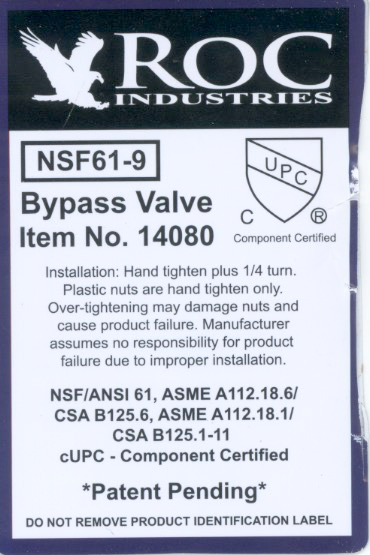 ROC
INDUSTRIES
NSF61-9
UPC
C ®
Component Certified
Bypass Valve
Item No. 14080
Installation: Hand tighten plus 1/4 turn.
Plastic nuts are hand tighten only.
Over-tightening may damage nuts and
cause product failure. Manufacturer
assumes no responsibility for product
failure due to improper installation.
NSF/ANSI 61, ASME A112.18.6/
CSA B125.6, ASME A112.18.1/
CSA B125.1-11
cUPC - Component Certified
*Patent Pending*
DO NOT REMOVE PRODUCT IDENTIFICATION LABEL